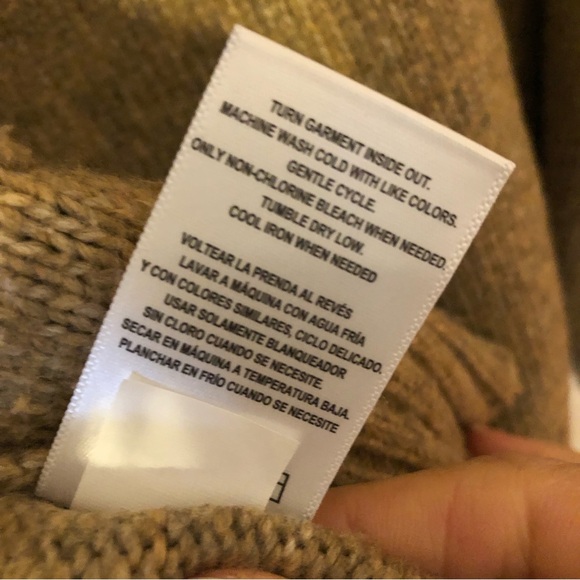 TURN GARMENT INSIDE OUT.
MACHINE WASH COLD WITH LIKE COLORS.
GENTLE CYCLE.
ONLY NON-CHLORINE BLEACH WHEN NEEDED.
TUMBLE DRY LOW.
COOL IRON WHEN NEEDED
VOLTEAR LA PRENDA AL REVÉS
LAVAR A MÁQUINA CON AGUA FRÍA
Y CON COLORES SIMILARES, CICLO DELICADO.
USAR SOLAMENTE BLANQUEADOR
SIN CLORO CUANDO SE NECESITE.
SECAR EN MÁQUINA A TEMPERATURA BAJA.
PLANCHAR EN FRÍO CUANDO SE NECESITE